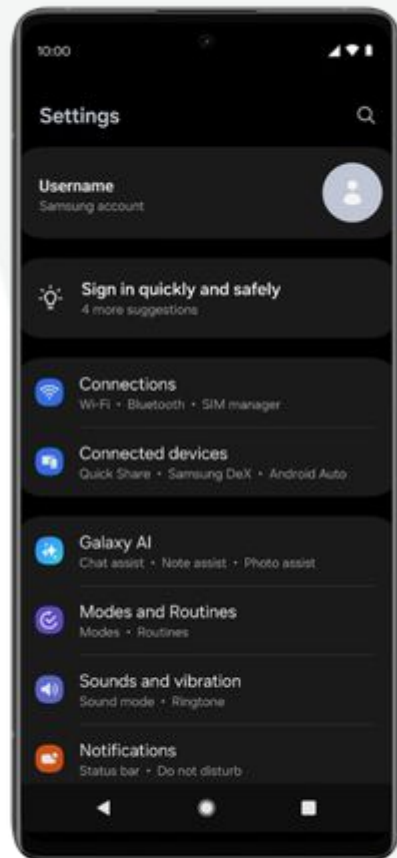 10:00
Settings
Username
Samsung account
Sign in quickly and safely
4 more suggestions
Connections
Wi-Fi • Bluetooth • SIM manager
Connected devices
Quick Share • Samsung DeX • Android Auto
Galaxy AI
Chat assist • Note assist • Photo assist
Modes and Routines
Modes • Routines
Sounds and vibration
Sound mode • Ringtone
Notifications
Status bar • Do not disturb